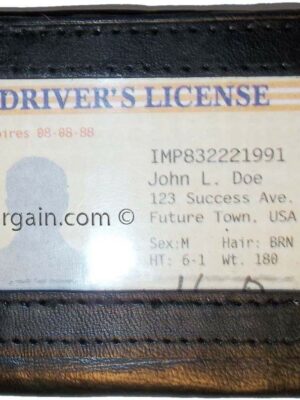 DRIVER'S LICENSE
ires 08-08-88
IMP832221991
John L. Doe
rgain.com ©
123 Success Ave.
Future Town, USA
Sex:M Hair: BRN
HT: 6-1 Wt. 180